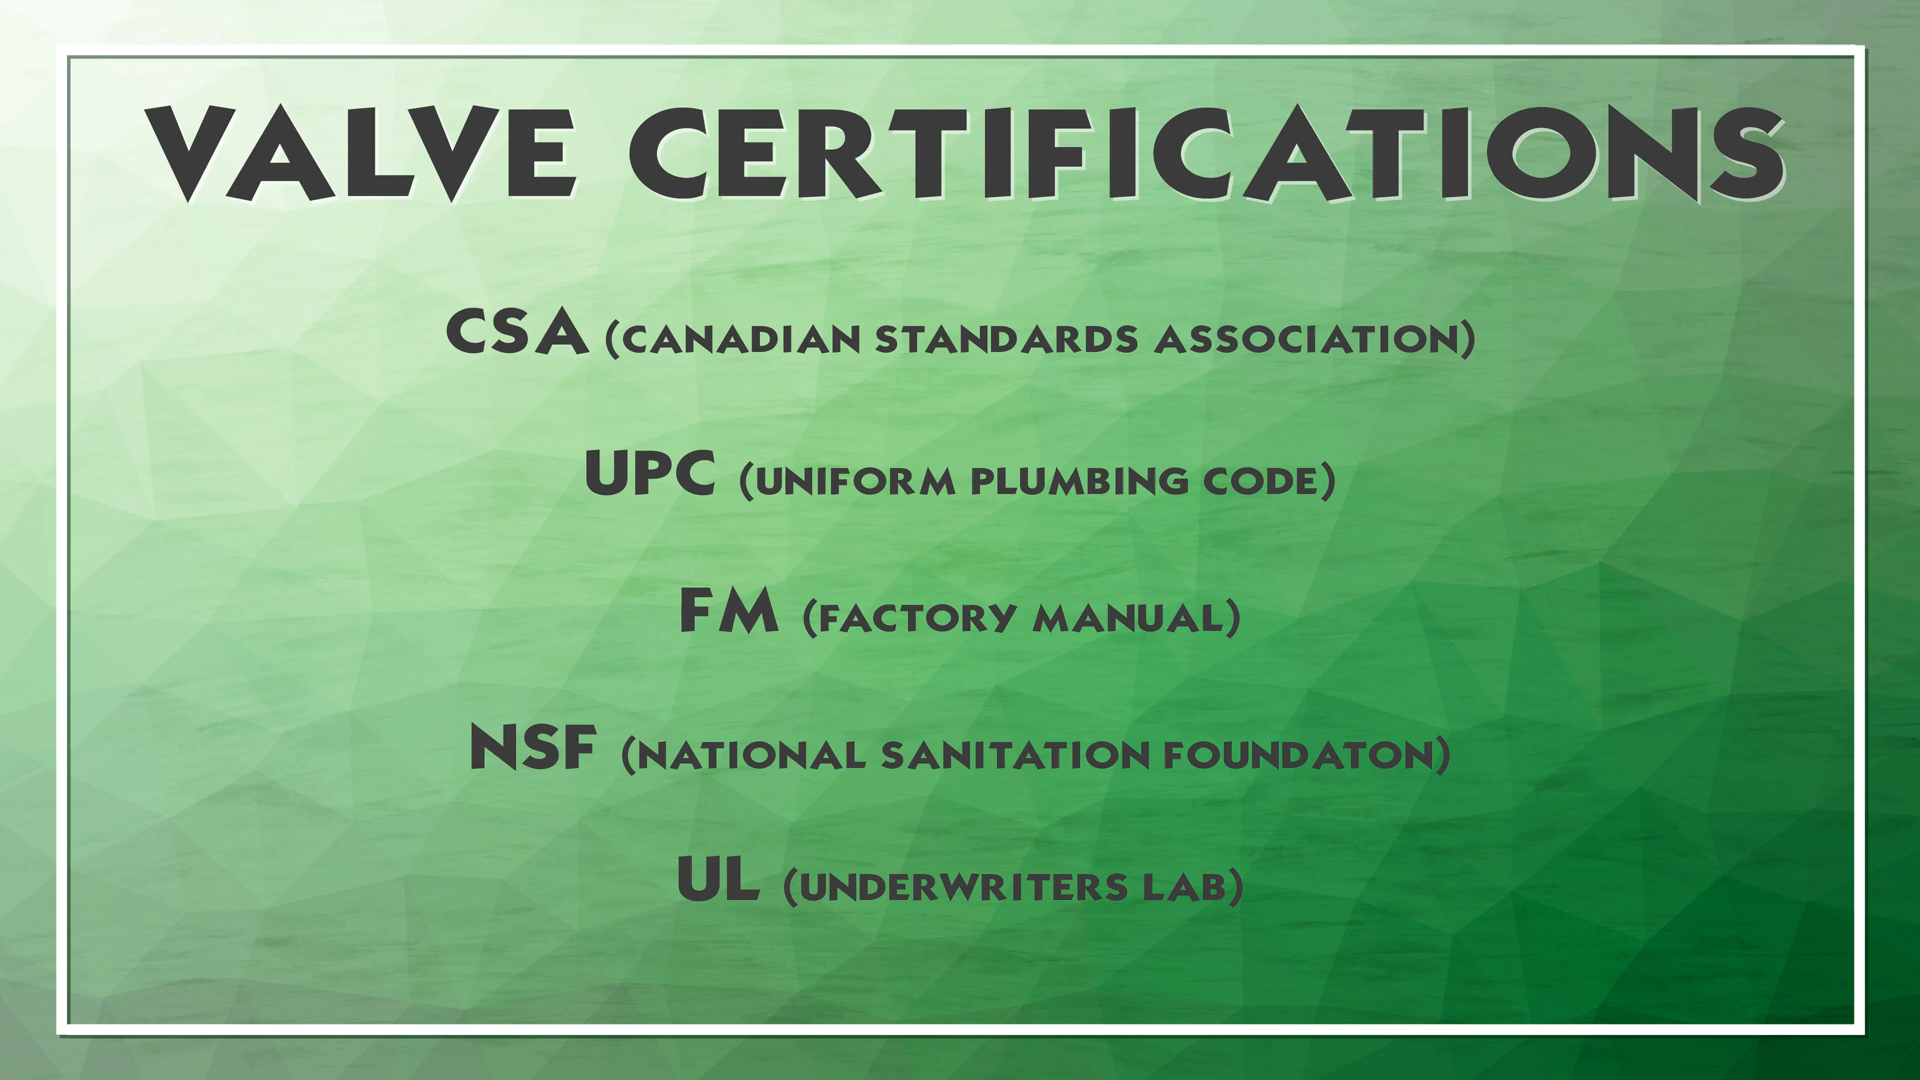 VALVE CERTIFICATIONS
CSA (CANADIAN STANDARDS ASSOCIATION)
UPC (UNIFORM PLUMBING CODE)
FM (FACTORY MANUAL)
NSF (NATIONAL SANITATION FOUNDATON)
UL (UNDERWRITERS LAB)